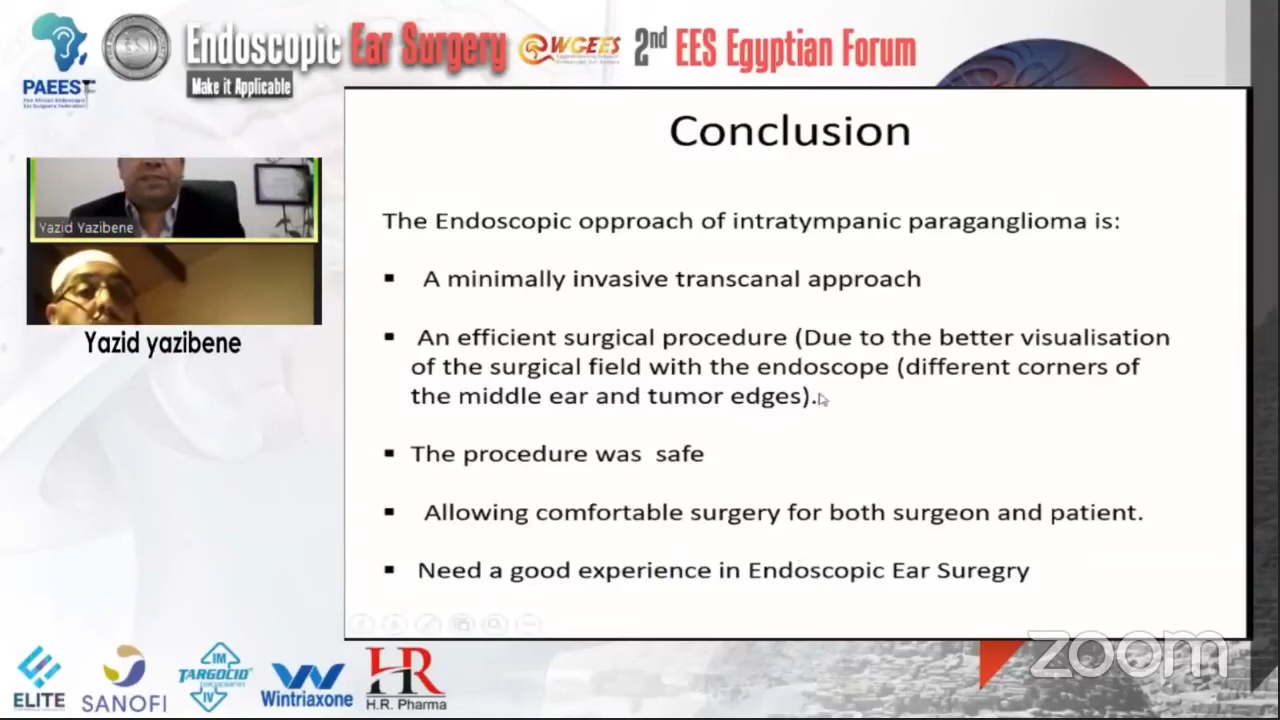 PAEEST
Endoscopic Ear Surgery
Make it Applicable
WGEES
2nd EES Egyptian Forum
Conclusion
The Endoscopic opproach of intratympanic paraganglioma is:
A minimally invasive transcanal approach
An efficient surgical procedure (Due to the better visualisation
of the surgical field with the endoscope (different corners of
the middle ear and tumor edges).
The procedure was safe
Allowing comfortable surgery for both surgeon and patient.
Need a good experience in Endoscopic Ear Suregry
Yazid Yazibene
Yazid yazibene
ELITE
SANOFI
IM
TARGOCID
IV
Wintriaxone
HR
H.R. Pharma
zoom